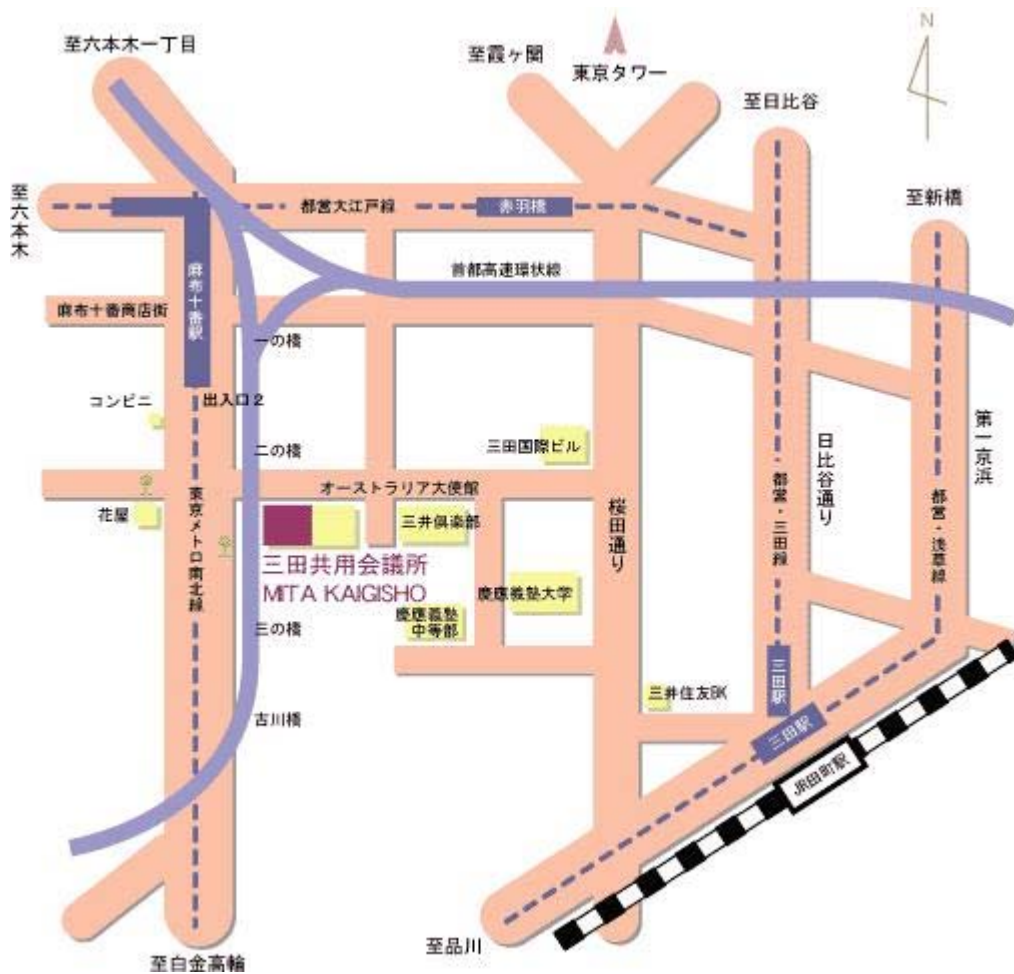 N
至六本木一丁目
至霞ヶ関
東京タワー
至日比谷
至新橋
至六本木
都営大江戸線
赤羽橋
首都高速環状線
麻布十番駅
麻布十番商店街
一の橋
コンビニ
出入口2
二の橋
三田国際ビル
日比谷通り
第一京浜
オーストラリア大使館
花屋
東京メトロ南北線
三井倶楽部
桜田通り
都営・三田線
都営・浅草線
三田共用会議所
MITA KAIGISHO
慶應義塾大学
慶應義塾
中等部
三の橋
三田駅
三井住友BK
古川橋
三田駅
JR田町駅
至品川
至白金高輪